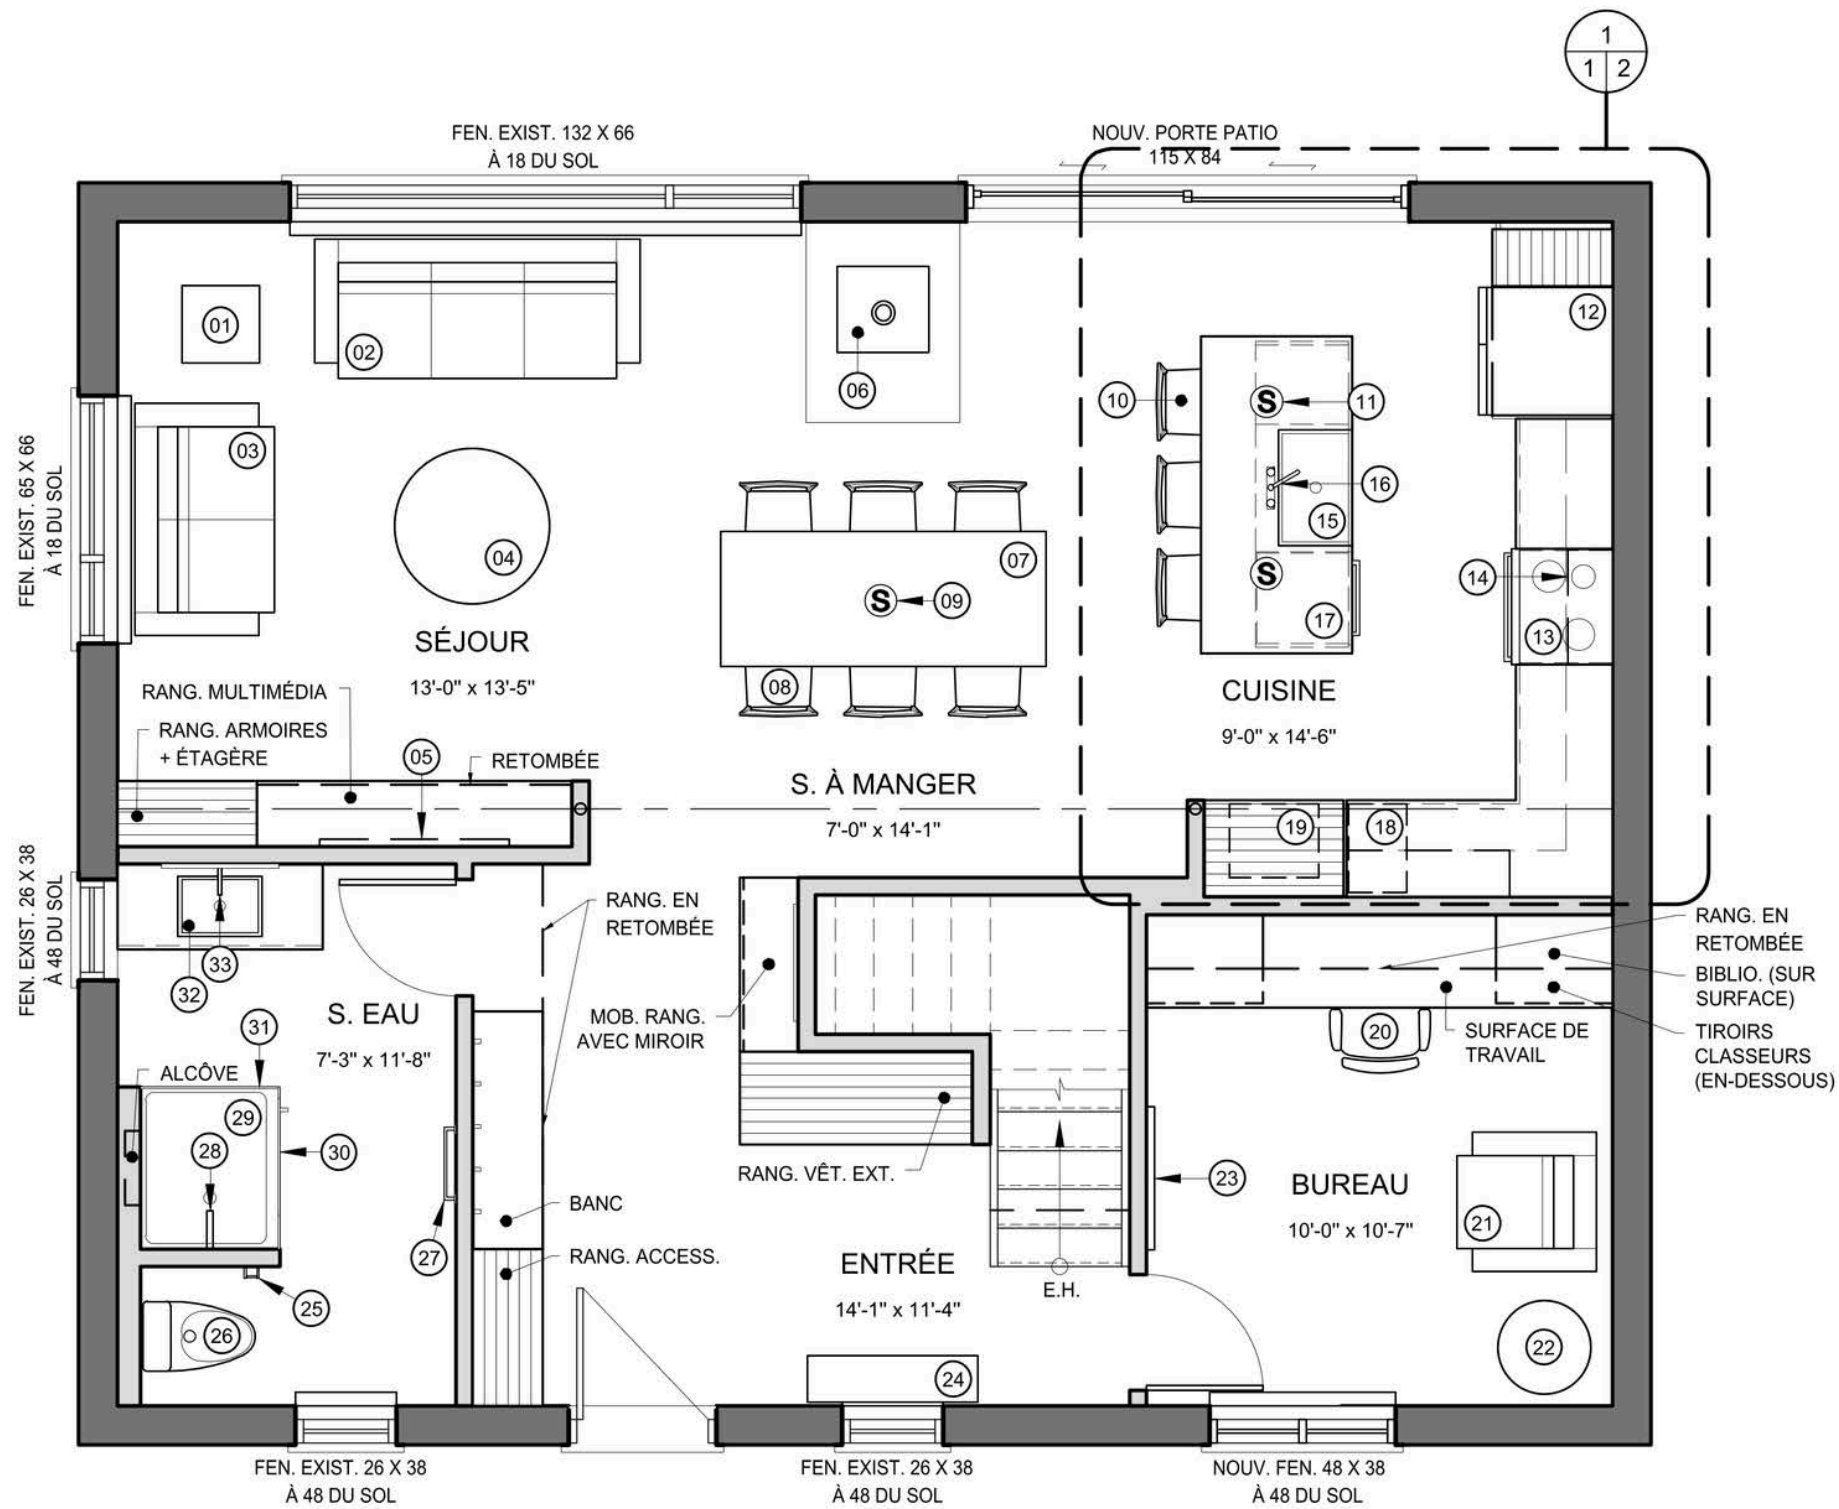 1
1 2
FEN. EXIST. 132 X 66
À 18 DU SOL
NOUV. PORTE PATIO
115 X 84
01
02
06
12
10
S
11
FEN. EXIST. 65 X 66
À 18 DU SOL
03
04
16
15
07
S
09
S
14
13
17
08
SÉJOUR
13'-0" x 13'-5"
CUISINE
9'-0" x 14'-6"
RANG. MULTIMÉDIA
RANG. ARMOIRES
+ ÉTAGÈRE
05
RETOMBÉE
S. À MANGER
7'-0" x 14'-1"
19
18
FEN. EXIST. 26 X 38
À 48 DU SOL
33
32
RANG. EN
RETOMBÉE
RANG. EN
RETOMBÉE
BIBLIO. (SUR
SURFACE)
TIROIRS
CLASSEURS
(EN-DESSOUS)
S. EAU
7'-3" x 11'-8"
31
MOB. RANG.
AVEC MIROIR
20
SURFACE DE
TRAVAIL
ALCÔVE
29
28
30
RANG. VÊT. EXT.
23
BUREAU
10'-0" x 10'-7"
21
BANC
27
RANG. ACCESS.
ENTRÉE
14'-1" x 11'-4"
E.H.
25
26
22
24
FEN. EXIST. 26 X 38
À 48 DU SOL
FEN. EXIST. 26 X 38
À 48 DU SOL
NOUV. FEN. 48 X 38
À 48 DU SOL